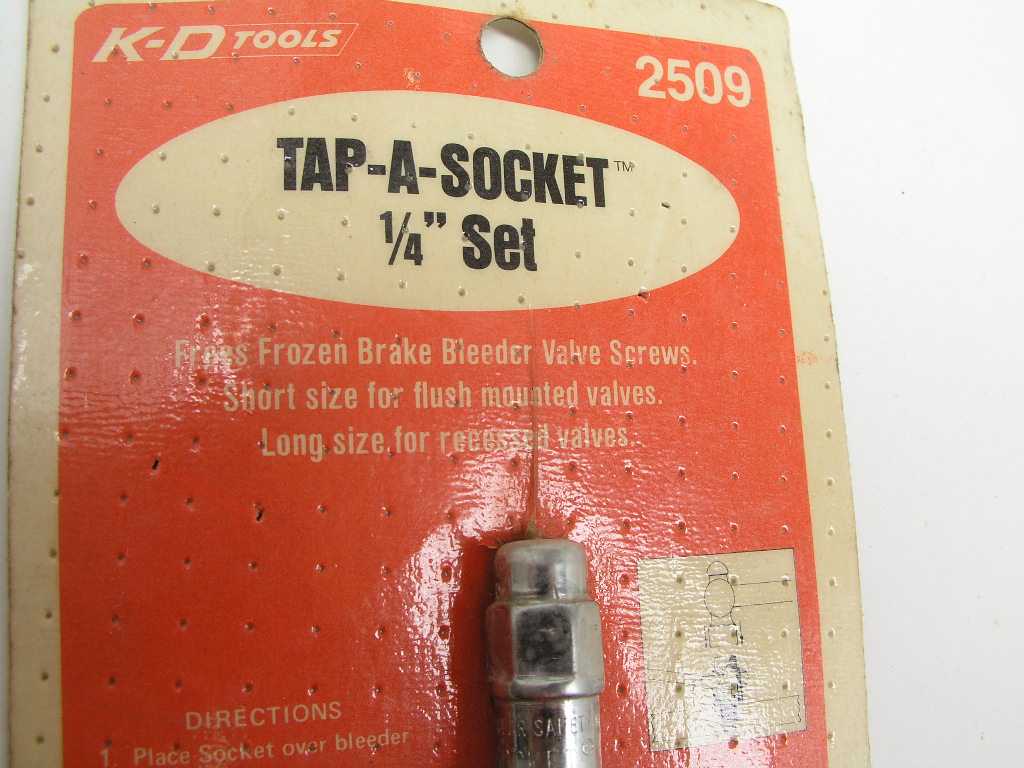 K-D TOOLS
2509
TAP-A-SOCKET™
1/4" Set
Frees Frozen Brake Bleeder Valve Screws.
Short size for flush mounted valves.
Long size for recessed valves.
DIRECTIONS
1. Place Socket over bleeder
SAFETY